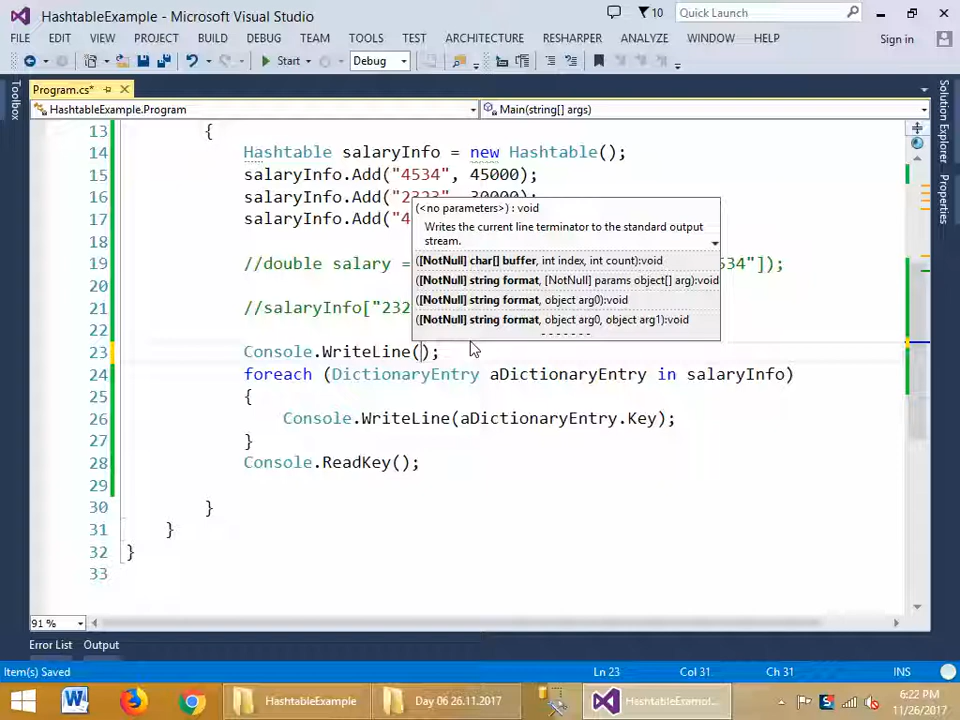 HashtableExample - Microsoft Visual Studio
10
Quick Launch
FILE EDIT VIEW PROJECT BUILD DEBUG TEAM TOOLS TEST ARCHITECTURE RESHARPER ANALYZE WINDOW HELP
Sign in
Start
Debug
Toolbox
Program.cs*
HashtableExample.Program
Main(string[] args)
Solution Explorer
Properties
13 {
14 Hashtable salaryInfo = new Hashtable();
15 salaryInfo.Add("4534", 45000);
16 salaryInfo.Add("2323", 30000);
17 salaryInfo.Add("4
18
19 //double salary = 534"]);
20
21 //salaryInfo["232
22
(<no parameters>) : void
Writes the current line terminator to the standard output
stream.
([NotNull] char[] buffer, int index, int count):void
([NotNull] string format, [NotNull] params object[] arg):void
([NotNull] string format, object arg0):void
([NotNull] string format, object arg0, object arg1):void
23 Console.WriteLine();
24 foreach (DictionaryEntry aDictionaryEntry in salaryInfo)
25 {
26 Console.WriteLine(aDictionaryEntry.Key);
27 }
28 Console.ReadKey();
29
30 }
31 }
32 }
33
91 %
Error List Output
Item(s) Saved
Ln 23 Col 31 Ch 31 INS
HashtableExample
Day 06 26.11.2017
HashtableExampl...
6:22 PM
11/26/2017